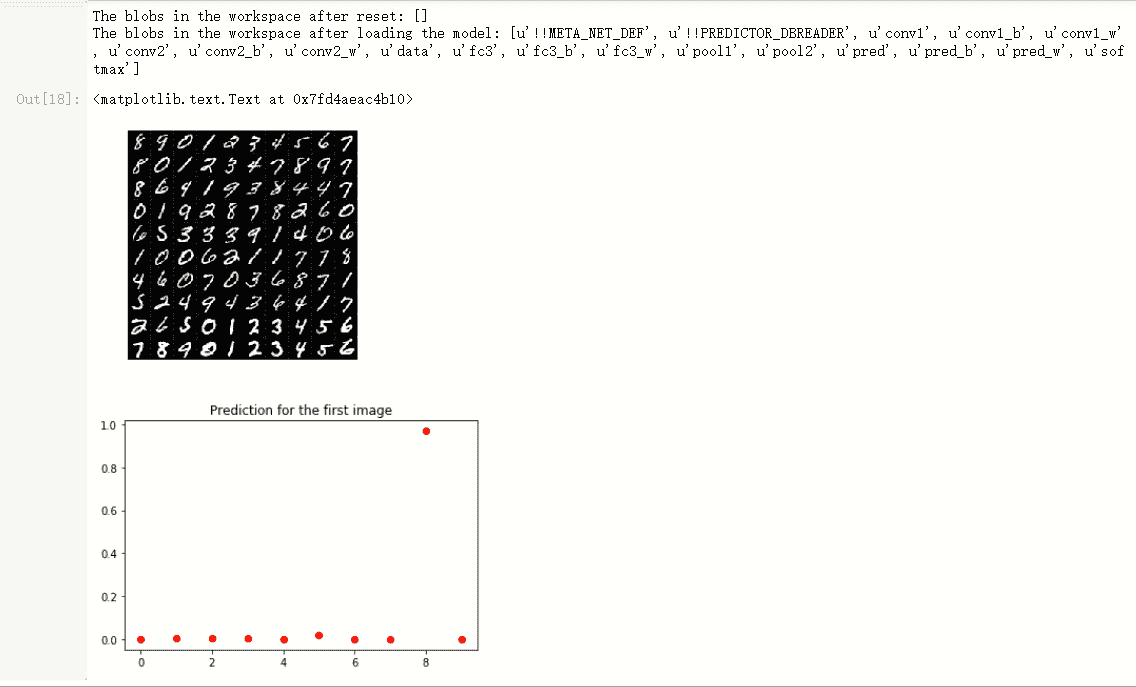 The blobs in the workspace after reset: []
The blobs in the workspace after loading the model: [u'!!META_NET_DEF', u'!!PREDICTOR_DBREADER', u'conv1', u'conv1_b', u'conv1_w'
, u'conv2', u'conv2_b', u'conv2_w', u'data', u'fc3', u'fc3_b', u'fc3_w', u'pool1', u'pool2', u'pred', u'pred_b', u'pred_w', u'sof
tmax']
Out[18]: <matplotlib.text.Text at 0x7fd4aeac4b10>
8 9 0 1 2 3 4 5 6 7
8 0 1 2 3 4 7 8 9 7
8 6 4 1 9 3 8 4 4 7
0 1 9 2 8 7 8 2 6 0
6 5 3 3 3 9 1 4 0 6
1 0 0 6 2 1 1 7 7 8
4 6 0 7 0 3 6 8 7 1
5 2 4 9 4 3 6 4 1 7
2 6 5 0 1 2 3 4 5 6
7 8 9 0 1 2 3 4 5 6
Prediction for the first image
1.0
0.8
0.6
0.4
0.2
0.0
0 2 4 6 8